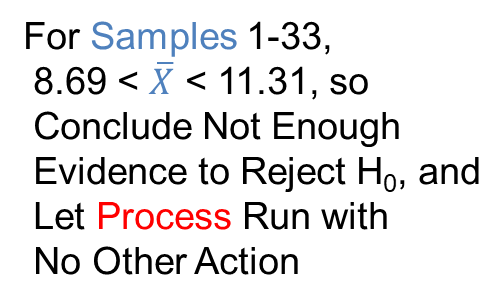 For Samples 1-33,
8.69 < X̄ < 11.31, so
Conclude Not Enough
Evidence to Reject H₀, and
Let Process Run with
No Other Action